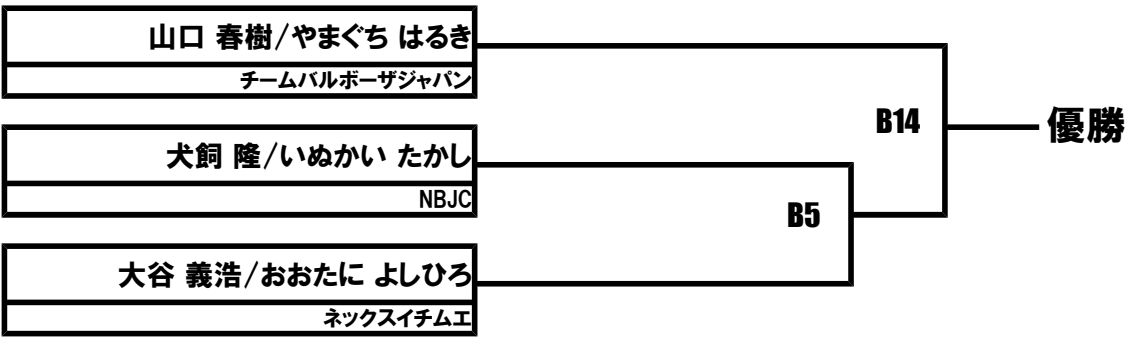 山口 春樹/やまぐち はるき
チームバルボーザジャパン
B14
優勝
犬飼 隆/いぬかい たかし
NBJC
B5
大谷 義浩/おおたに よしひろ
ネックスイチムエ